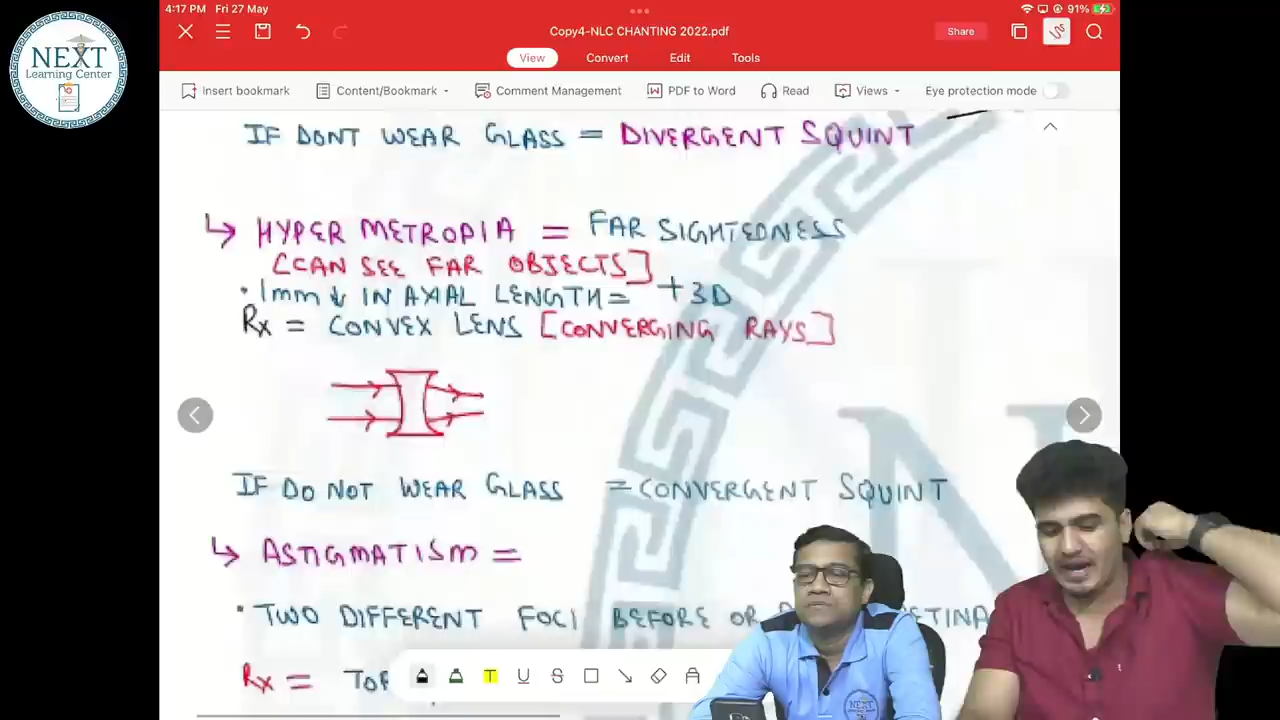 4:17 PM Fri 27 May
91%
NEXT
Learning Center
Copy4-NLC CHANTING 2022.pdf
Share
View
Convert
Edit
Tools
Insert bookmark
Content/Bookmark
Comment Management
PDF to Word
Read
Views
Eye protection mode
IF DONT WEAR GLASS = DIVERGENT SQUINT
↳ HYPER METROPIA = FAR SIGHTEDNESS
[CAN SEE FAR OBJECTS]
• 1mm↓ IN AXIAL LENGTH = +3D
Rx = CONVEX LENS [CONVERGING RAYS]
IF DO NOT WEAR GLASS = CONVERGENT SQUINT
↳ ASTIGMATISM =
• TWO DIFFERENT FOCI BEFORE OR
Rx =
NEXT